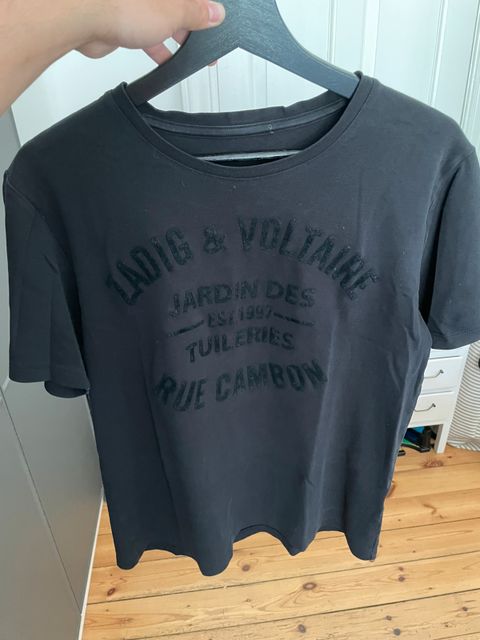 ZADIG & VOLTAIRE
JARDIN DES
EST 1997
TUILERIES
RUE CAMBON